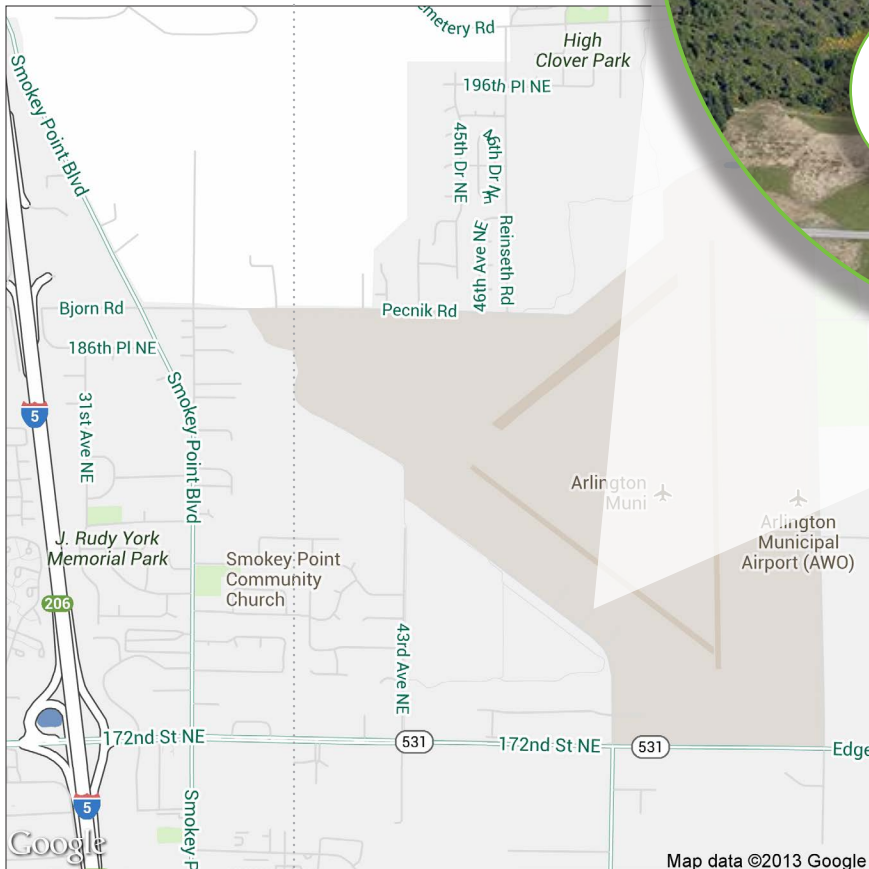 Cemetery Rd
High
Clover Park
196th Pl NE
Smokey Point Blvd
45th Dr NE
46th Dr NE
46th Ave NE
Reinseth Rd
Bjorn Rd
Pecnik Rd
186th Pl NE
5
31st Ave NE
Smokey Point Blvd
Arlington
Muni
Arlington
Municipal
Airport (AWO)
J. Rudy York
Memorial Park
Smokey Point
Community
Church
206
43rd Ave NE
172nd St NE
531
172nd St NE
531
Edge
5
Smokey P
Google
Map data ©2013 Google